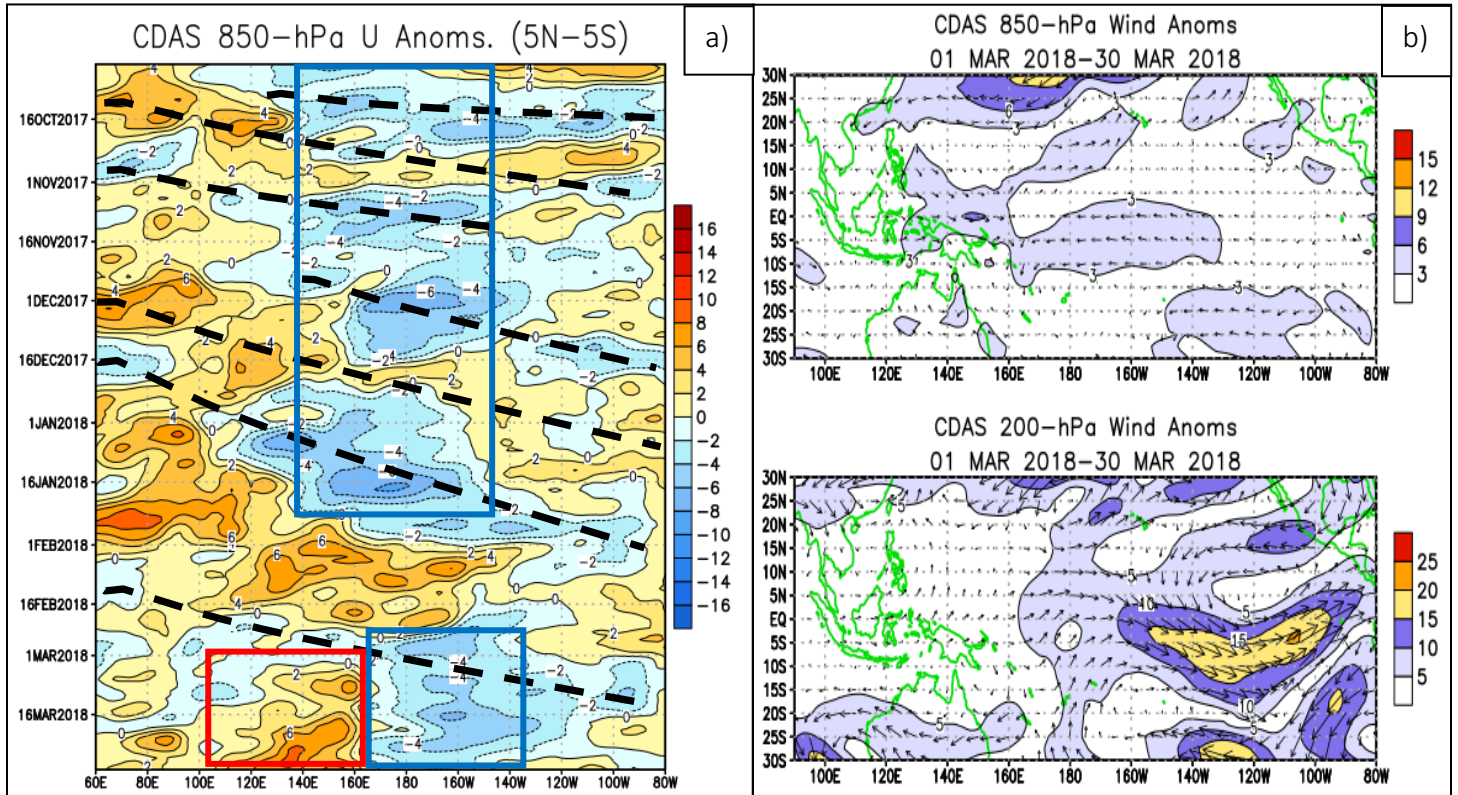 CDAS 850-hPa U Anoms. (5N-5S)
a)
16OCT2017
1NOV2017
16NOV2017
1DEC2017
16DEC2017
1JAN2018
16JAN2018
1FEB2018
16FEB2018
1MAR2018
16MAR2018
60E 80E 100E 120E 140E 160E 180 160W 140W 120W 100W 80W
16
14
12
10
8
6
4
2
0
-2
-4
-6
-8
-10
-12
-14
-16
b)
CDAS 850-hPa Wind Anoms
01 MAR 2018-30 MAR 2018
30N
25N
20N
15N
10N
5N
EQ
5S
10S
15S
20S
25S
30S
100E 120E 140E 160E 180 160W 140W 120W 100W 80W
15
12
9
6
3
CDAS 200-hPa Wind Anoms
01 MAR 2018-30 MAR 2018
30N
25N
20N
15N
10N
5N
EQ
5S
10S
15S
20S
25S
30S
100E 120E 140E 160E 180 160W 140W 120W 100W 80W
25
20
15
10
5